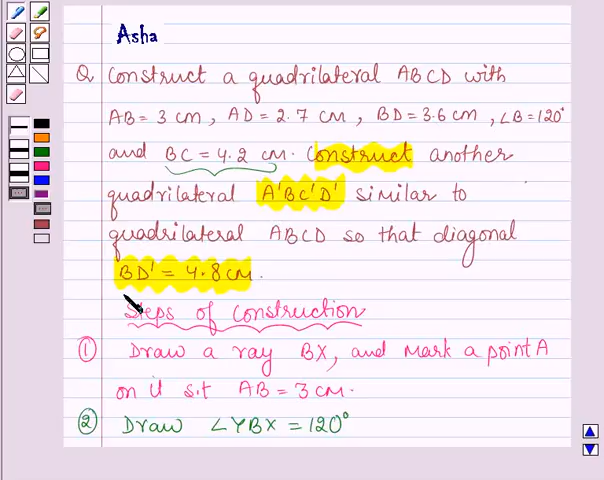 Asha
Q Construct a quadrilateral ABCD with
AB = 3 cm, AD = 2.7 cm, BD = 3.6 cm, ∠B = 120°
and BC = 4.2 cm. Construct another
quadrilateral A'BC'D' similar to
quadrilateral ABCD so that diagonal
BD' = 4.8 cm.
Steps of Construction
① Draw a ray BX, and Mark a point A
on it s.t AB = 3 cm.
② Draw ∠YBX = 120°